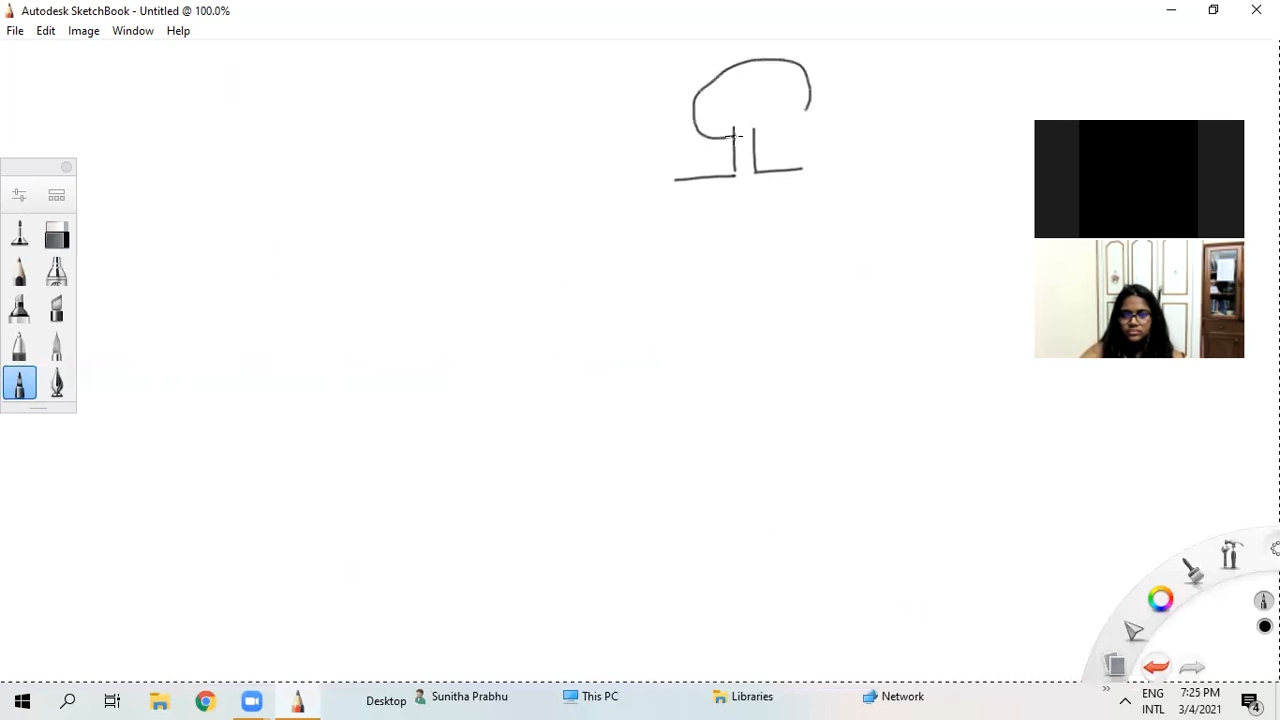 Autodesk SketchBook - Untitled @ 100.0%
File Edit Image Window Help
Desktop Sunitha Prabhu This PC Libraries Network
ENG 7:25 PM
INTL 3/4/2021 4